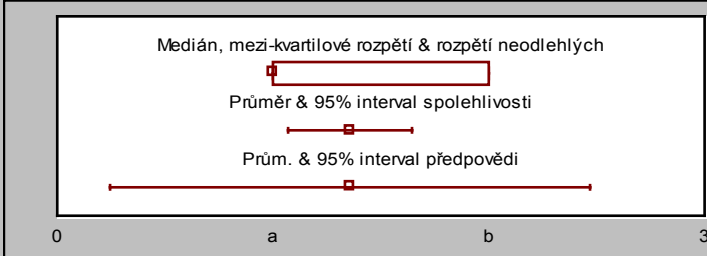 Medián, mezi-kvartilové rozpětí & rozpětí neodlehlých
Průměr & 95% interval spolehlivosti
Prům. & 95% interval předpovědi
0 a b 3